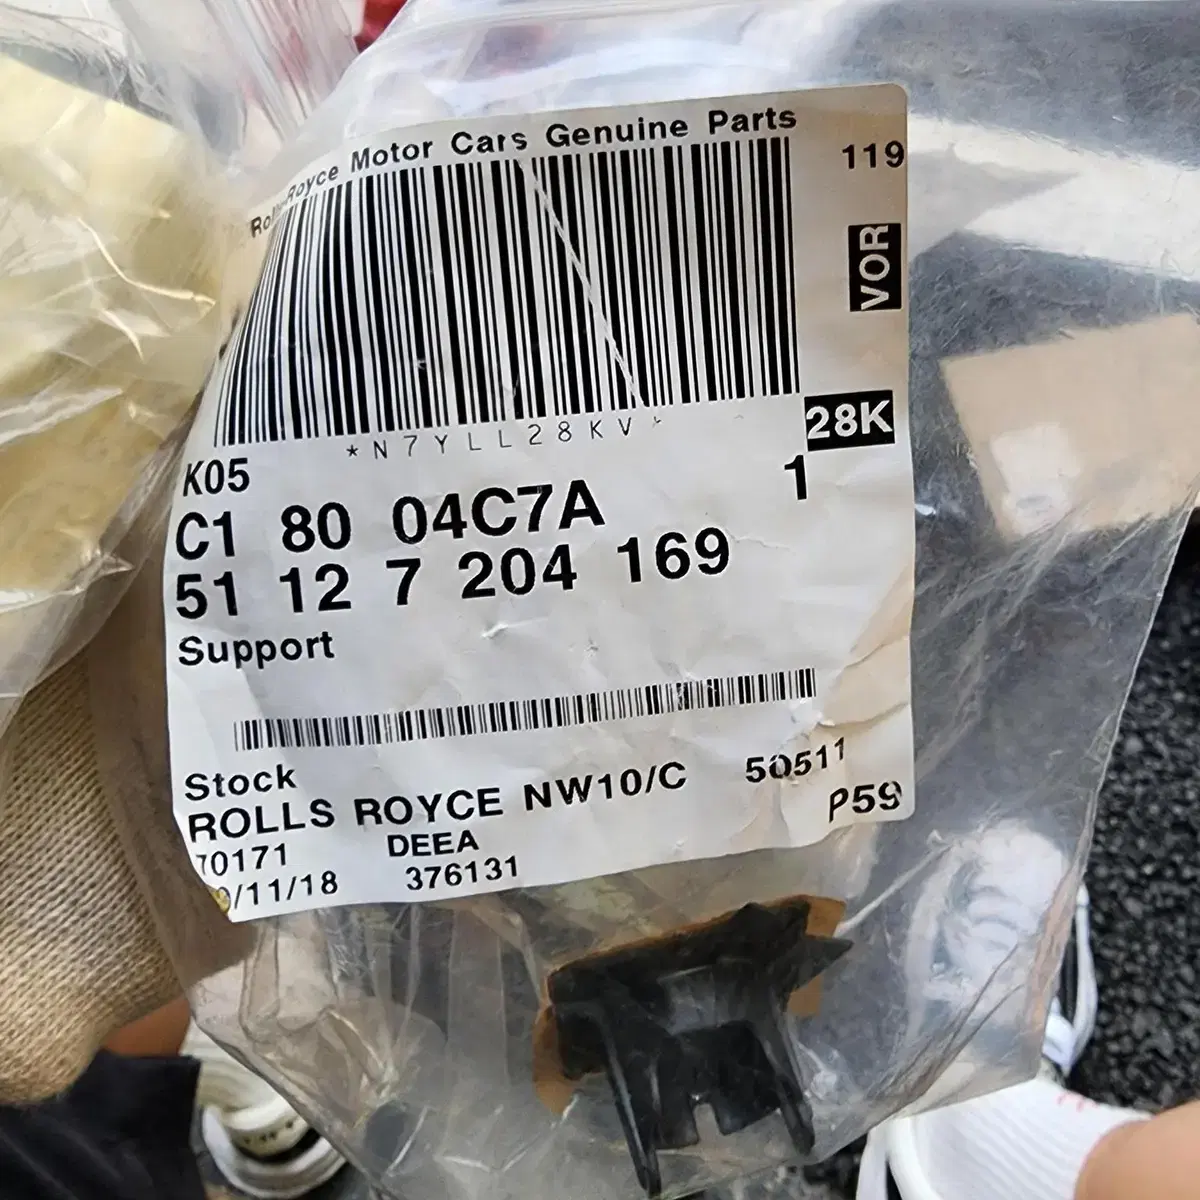 Rolls-Royce Motor Cars Genuine Parts
119
VOR
*N7YLL28KV*
28K
K05
1
C1 80 04C7A
51 12 7 204 169
Support
Stock
ROLLS ROYCE NW10/C 50511
P59
70171 DEEA
/11/18 376131